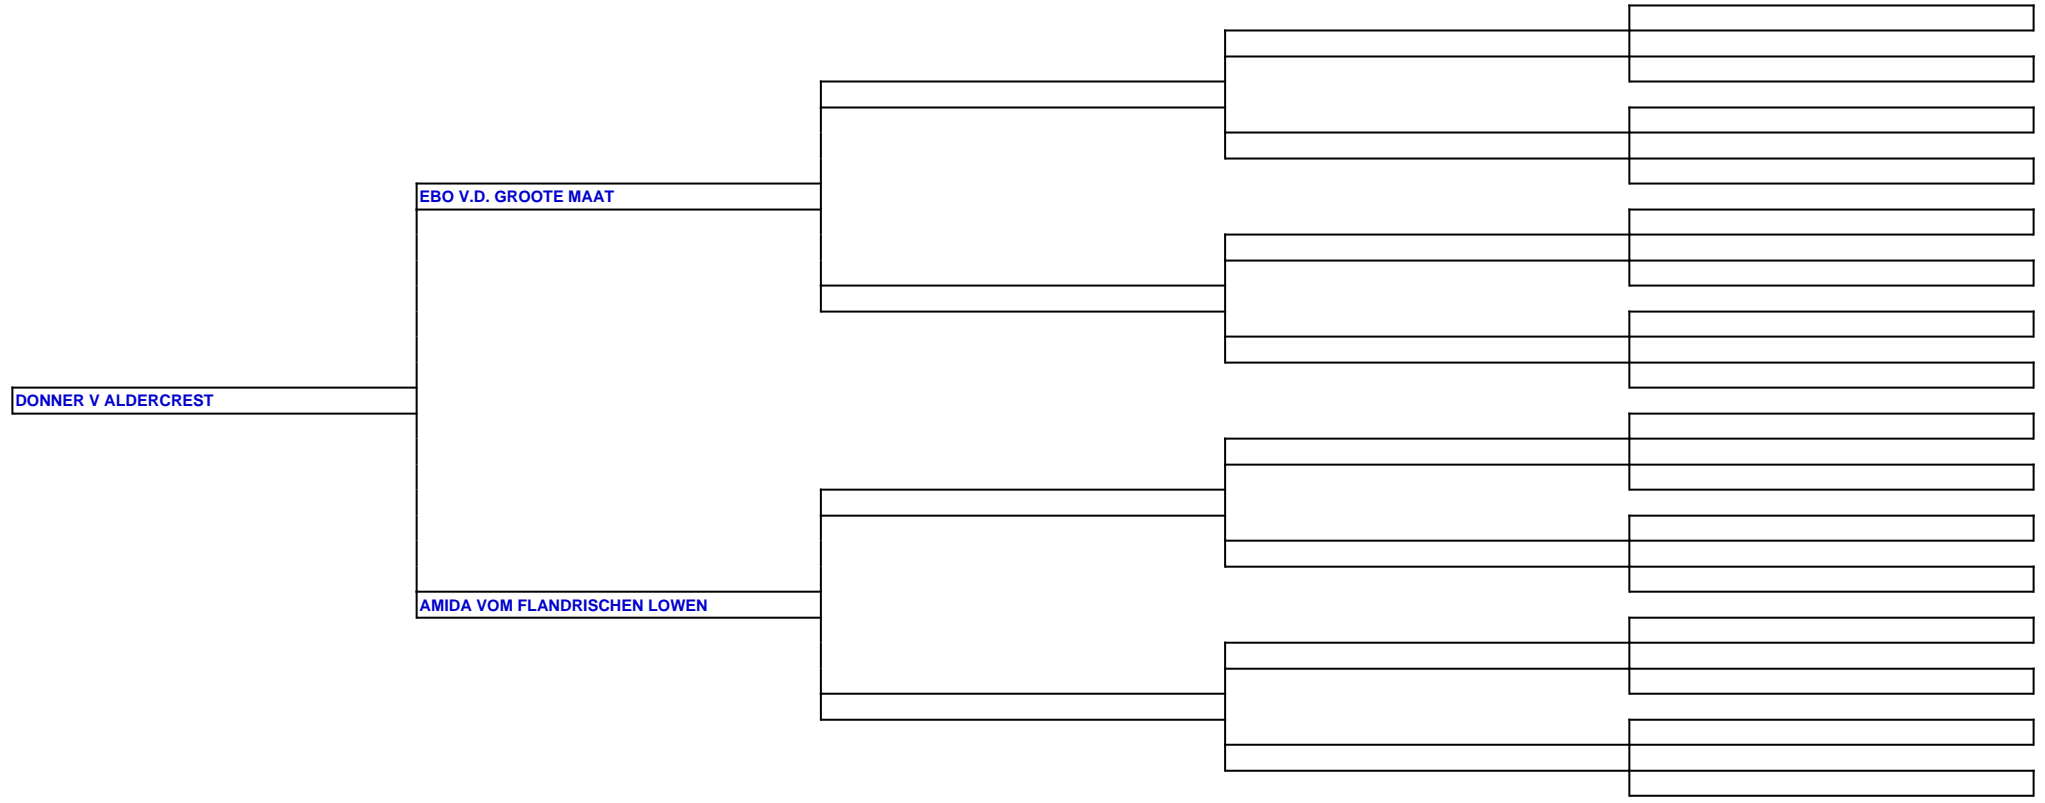 EBO V.D. GROOTE MAAT
DONNER V ALDERCREST
AMIDA VOM FLANDRISCHEN LOWEN